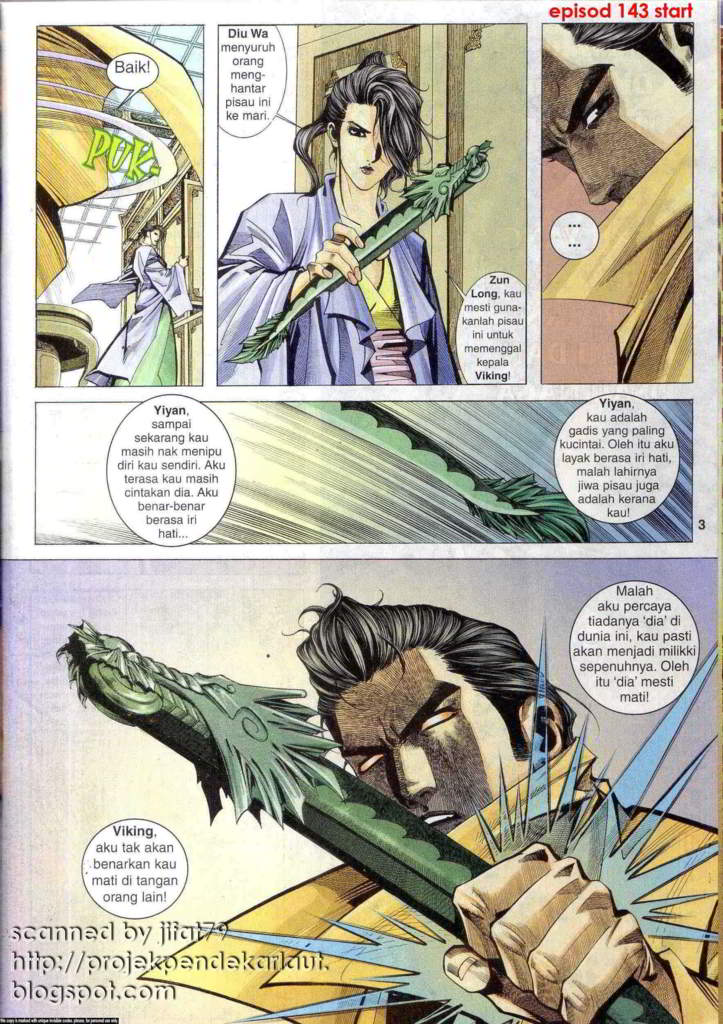 episod 143 start
Baik!
PUK-
Diu Wa
menyuruh
orang
meng-
hantar
pisau ini
ke mari.
Zun
Long, kau
mesti guna-
kanlah pisau
ini untuk
memenggal
kepala
Viking!
...
...
Yiyan,
sampai
sekarang kau
masih nak menipu
diri kau sendiri. Aku
terasa kau masih
cintakan dia. Aku
benar-benar
berasa iri
hati...
Yiyan,
kau adalah
gadis yang paling
kucintai. Oleh itu aku
layak berasa iri hati,
malah lahirnya
jiwa pisau juga
adalah kerana
kau!
3
Malah
aku percaya
tiadanya ‘dia’ di
dunia ini, kau pasti
akan menjadi milikki
sepenuhnya. Oleh
itu ‘dia’ mesti
mati!
Viking,
aku tak akan
benarkan kau
mati di tangan
orang lain!
scanned by jifat79
http://projekpendekarlaut.
blogspot.com